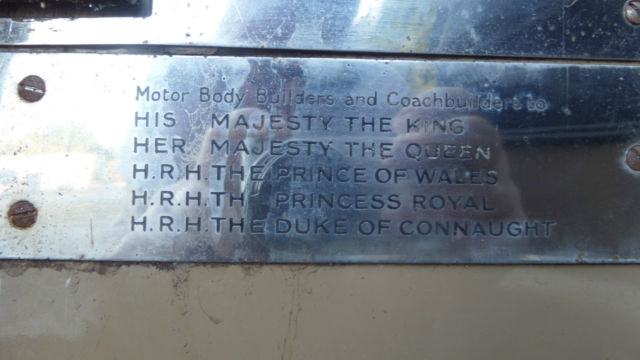 Motor Body Builders and Coachbuilders to
HIS MAJESTY THE KING
HER MAJESTY THE QUEEN
H.R.H. THE PRINCE OF WALES
H.R.H. TH PRINCESS ROYAL
H.R.H. THE DUKE OF CONNAUGHT